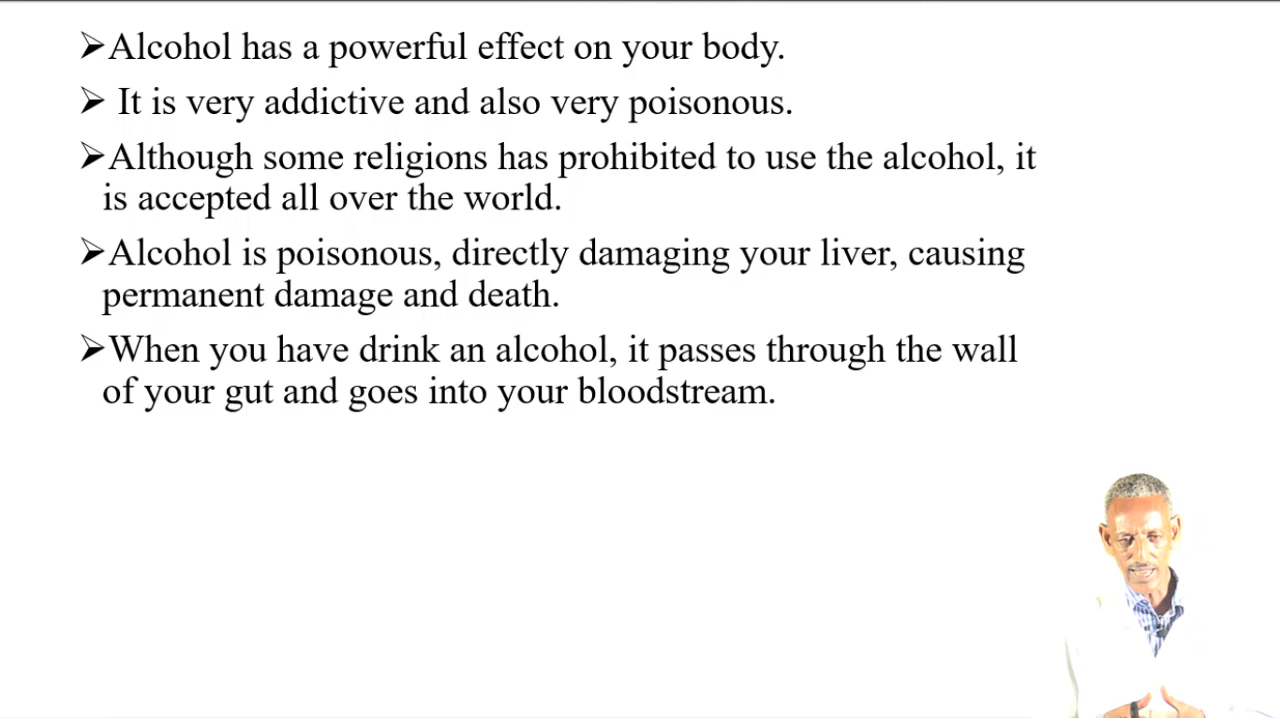 ➢Alcohol has a powerful effect on your body.
➢ It is very addictive and also very poisonous.
➢Although some religions has prohibited to use the alcohol, it
is accepted all over the world.
➢Alcohol is poisonous, directly damaging your liver, causing
permanent damage and death.
➢When you have drink an alcohol, it passes through the wall
of your gut and goes into your bloodstream.